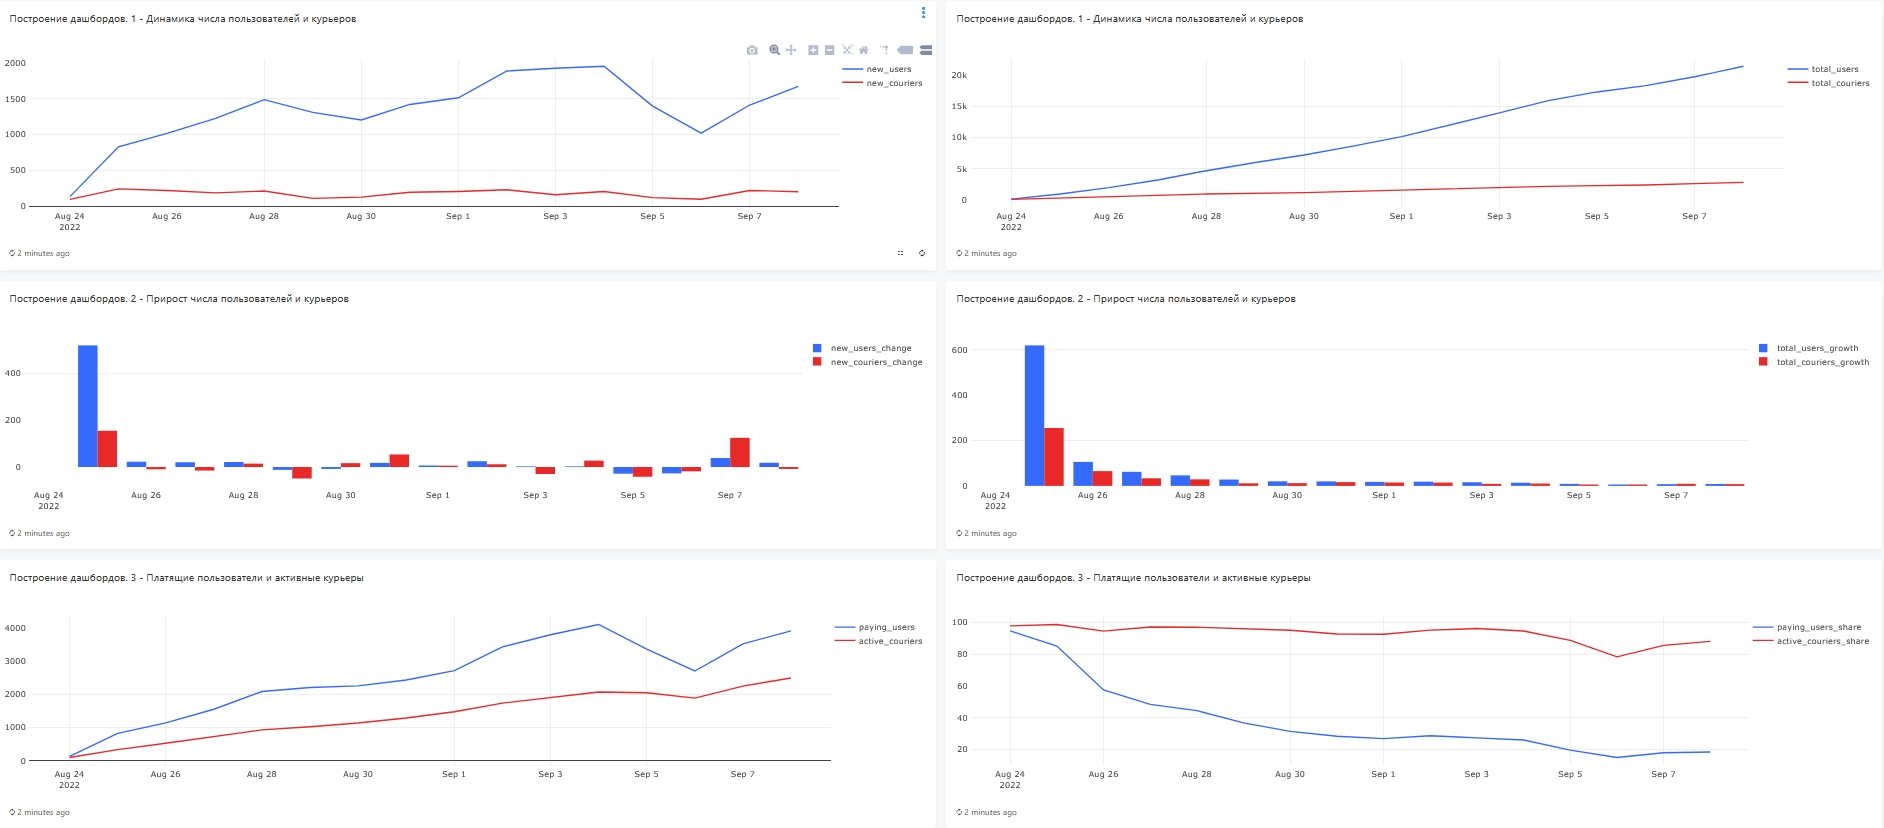 Построение дашбордов. 1 - Динамика числа пользователей и курьеров
2000
1500
1000
500
0
Aug 24
2022
Aug 26
Aug 28
Aug 30
Sep 1
Sep 3
Sep 5
Sep 7
new_users
new_couriers
2 minutes ago
Построение дашбордов. 1 - Динамика числа пользователей и курьеров
20k
15k
10k
5k
0
Aug 24
2022
Aug 26
Aug 28
Aug 30
Sep 1
Sep 3
Sep 5
Sep 7
total_users
total_couriers
2 minutes ago
Построение дашбордов. 2 - Прирост числа пользователей и курьеров
400
200
0
Aug 24
2022
Aug 26
Aug 28
Aug 30
Sep 1
Sep 3
Sep 5
Sep 7
new_users_change
new_couriers_change
2 minutes ago
Построение дашбордов. 2 - Прирост числа пользователей и курьеров
600
400
200
0
Aug 24
2022
Aug 26
Aug 28
Aug 30
Sep 1
Sep 3
Sep 5
Sep 7
total_users_growth
total_couriers_growth
2 minutes ago
Построение дашбордов. 3 - Платящие пользователи и активные курьеры
4000
3000
2000
1000
0
Aug 24
2022
Aug 26
Aug 28
Aug 30
Sep 1
Sep 3
Sep 5
Sep 7
paying_users
active_couriers
2 minutes ago
Построение дашбордов. 3 - Платящие пользователи и активные курьеры
100
80
60
40
20
Aug 24
2022
Aug 26
Aug 28
Aug 30
Sep 1
Sep 3
Sep 5
Sep 7
paying_users_share
active_couriers_share
2 minutes ago